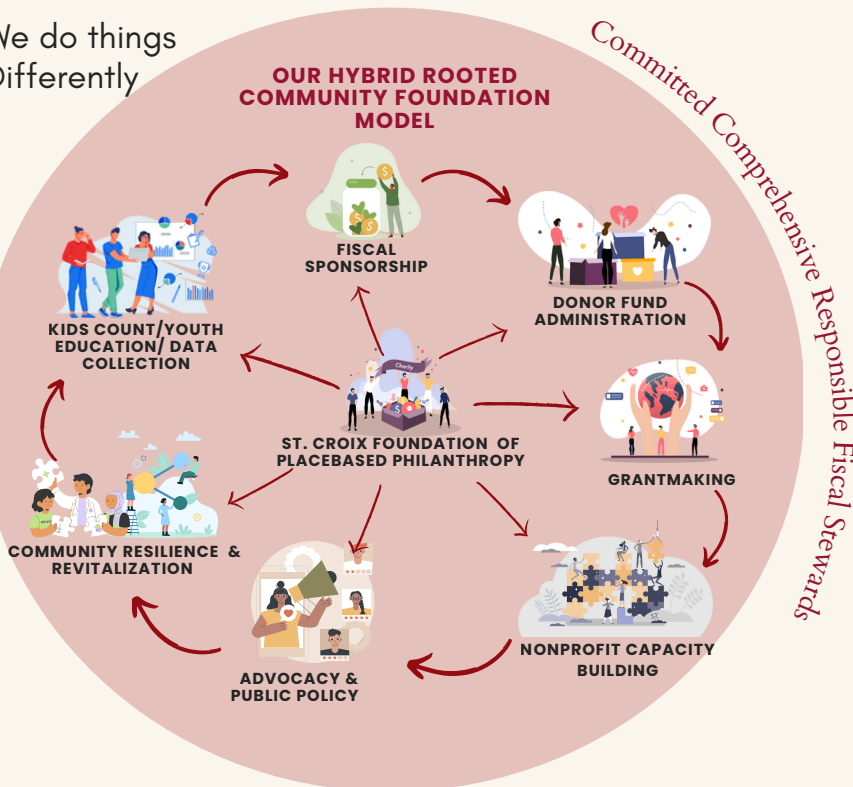 We do things
Differently
OUR HYBRID ROOTED
COMMUNITY FOUNDATION
MODEL
Committed Comprehensive Responsible Fiscal Stewards
FISCAL
SPONSORSHIP
DONOR FUND
ADMINISTRATION
KIDS COUNT/YOUTH
EDUCATION/ DATA
COLLECTION
Charity
ST. CROIX FOUNDATION OF
PLACEBASED PHILANTHROPY
GRANTMAKING
COMMUNITY RESILIENCE &
REVITALIZATION
NONPROFIT CAPACITY
BUILDING
ADVOCACY &
PUBLIC POLICY